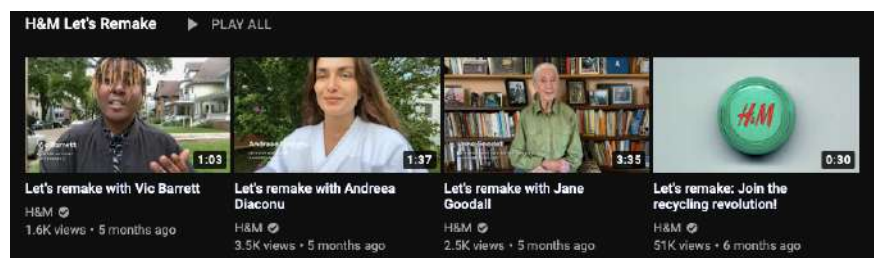 H&M Let's Remake ▶ PLAY ALL
1:03
1:37
Jane Goodall
3:35
H&M
0:30
Let's remake with Vic Barrett
H&M
1.6K views • 5 months ago
Let's remake with Andreea
Diaconu
H&M
3.5K views • 5 months ago
Let's remake with Jane
Goodall
H&M
2.5K views • 5 months ago
Let's remake: Join the
recycling revolution!
H&M
51K views • 6 months ago